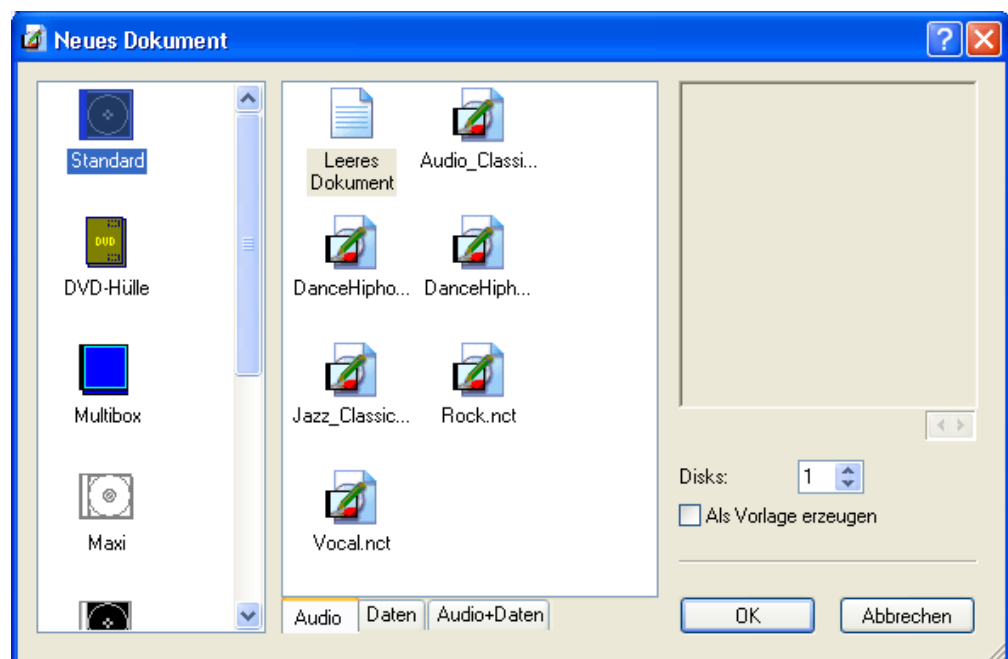 Neues Dokument
Standard
DVD
DVD-Hülle
Multibox
Maxi
Leeres
Dokument
Audio_Classi...
DanceHipho...
DanceHiph...
Jazz_Classic...
Rock.nct
Vocal.nct
Audio
Daten
Audio+Daten
Disks:
1
Als Vorlage erzeugen
OK
Abbrechen